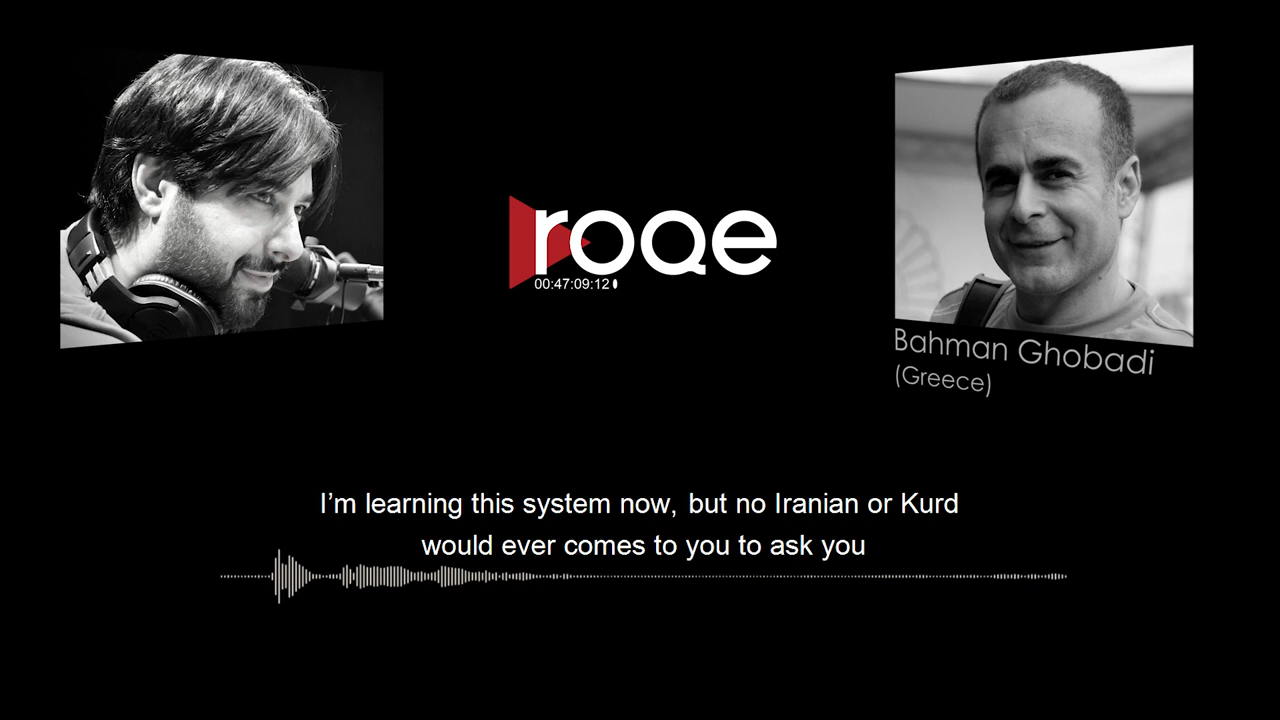 roqe
00:47:09:12
Bahman Ghobadi
(Greece)
I’m learning this system now, but no Iranian or Kurd
would ever comes to you to ask you